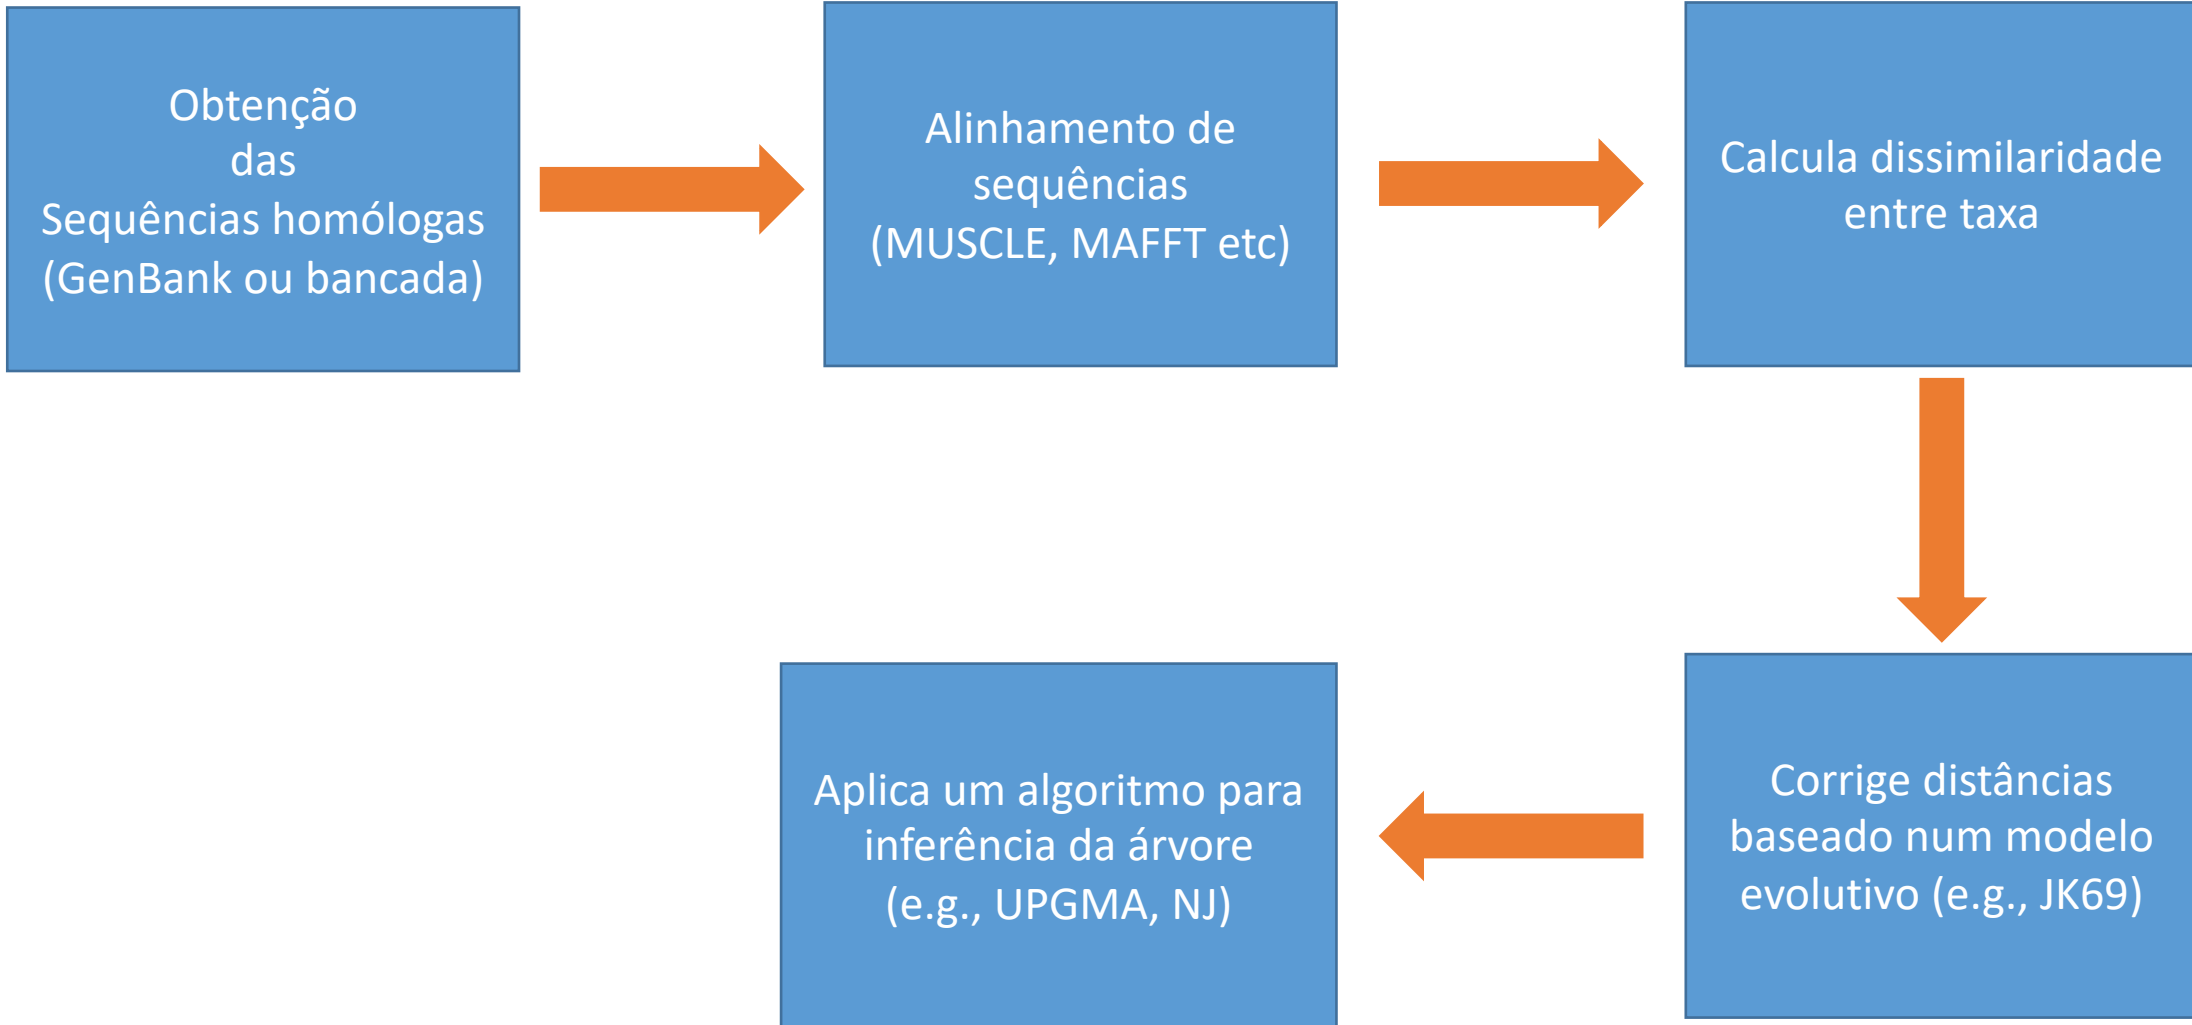 Obtenção
das
Sequências homólogas
(GenBank ou bancada)
Alinhamento de
sequências
(MUSCLE, MAFFT etc)
Calcula dissimilaridade
entre taxa
Corrige distâncias
baseado num modelo
evolutivo (e.g., JK69)
Aplica um algoritmo para
inferência da árvore
(e.g., UPGMA, NJ)